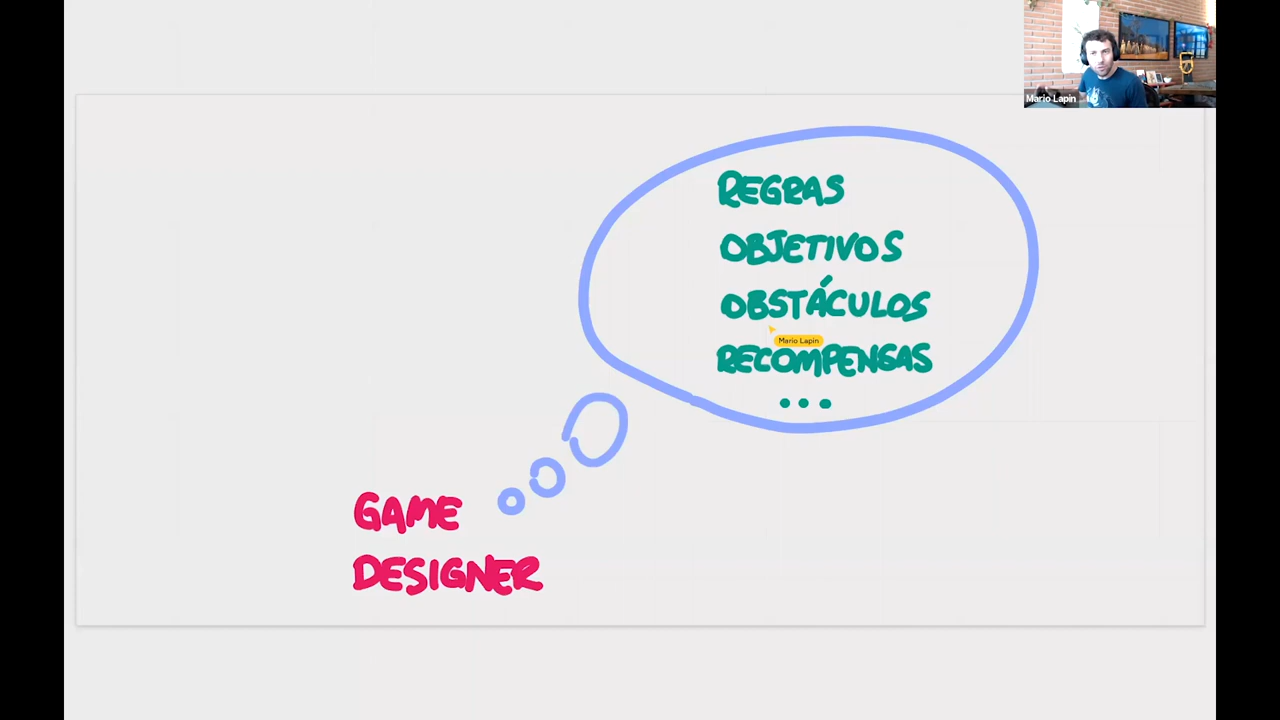 Mario Lapin
REGRAS
OBJETIVOS
OBSTÁCULOS
Mario Lapin
RECOMPENSAS
...
GAME
DESIGNER